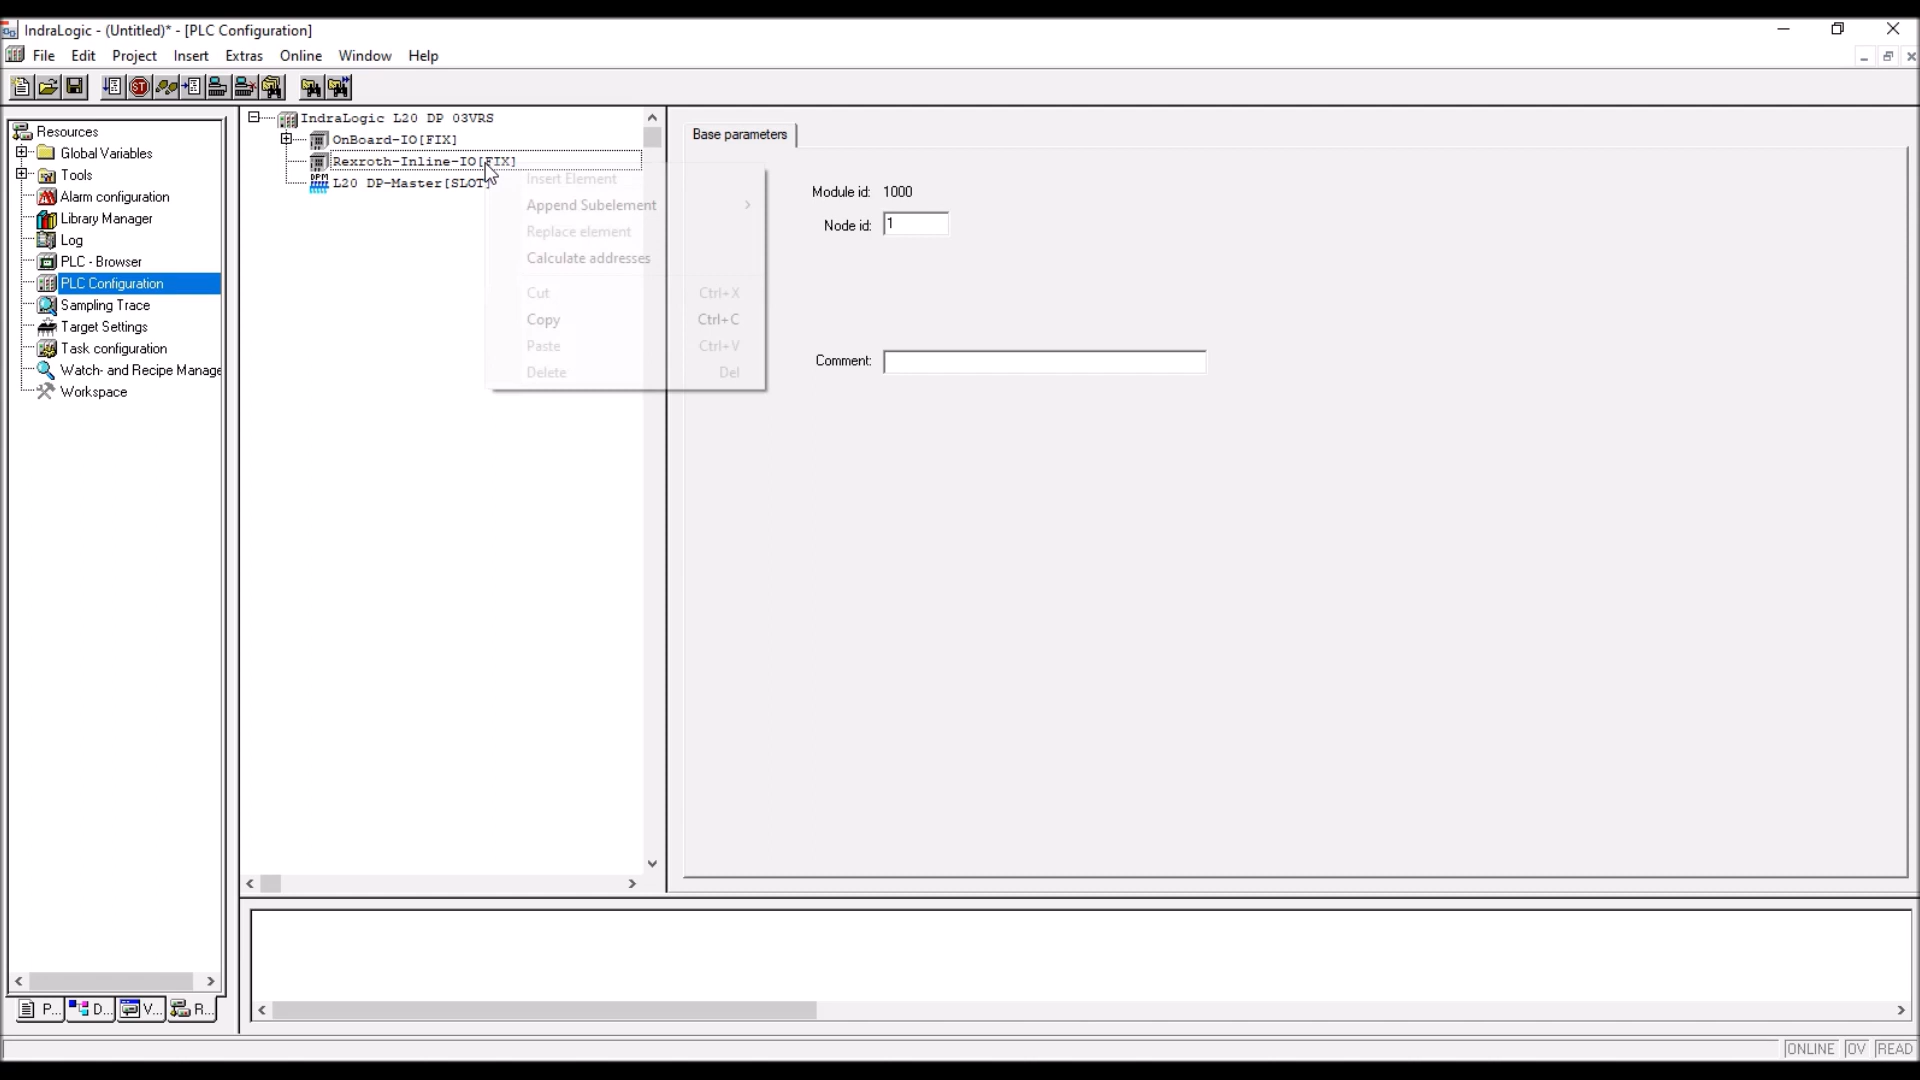 IndraLogic - (Untitled)* - [PLC Configuration]
File Edit Project Insert Extras Online Window Help
Resources
Global Variables
Tools
Alarm configuration
Library Manager
Log
PLC - Browser
PLC Configuration
Sampling Trace
Target Settings
Task configuration
Watch- and Recipe Manage
Workspace
P... D... V... R...
IndraLogic L20 DP 03VRS
OnBoard-IO[FIX]
Rexroth-Inline-IO[FIX]
DPM L20 DP-Master[SLOT]
Insert Element
Append Subelement
Replace element
Calculate addresses
Cut Ctrl+X
Copy Ctrl+C
Paste Ctrl+V
Delete Del
Base parameters
Module id: 1000
Node id: 1
Comment:
ONLINE OV READ